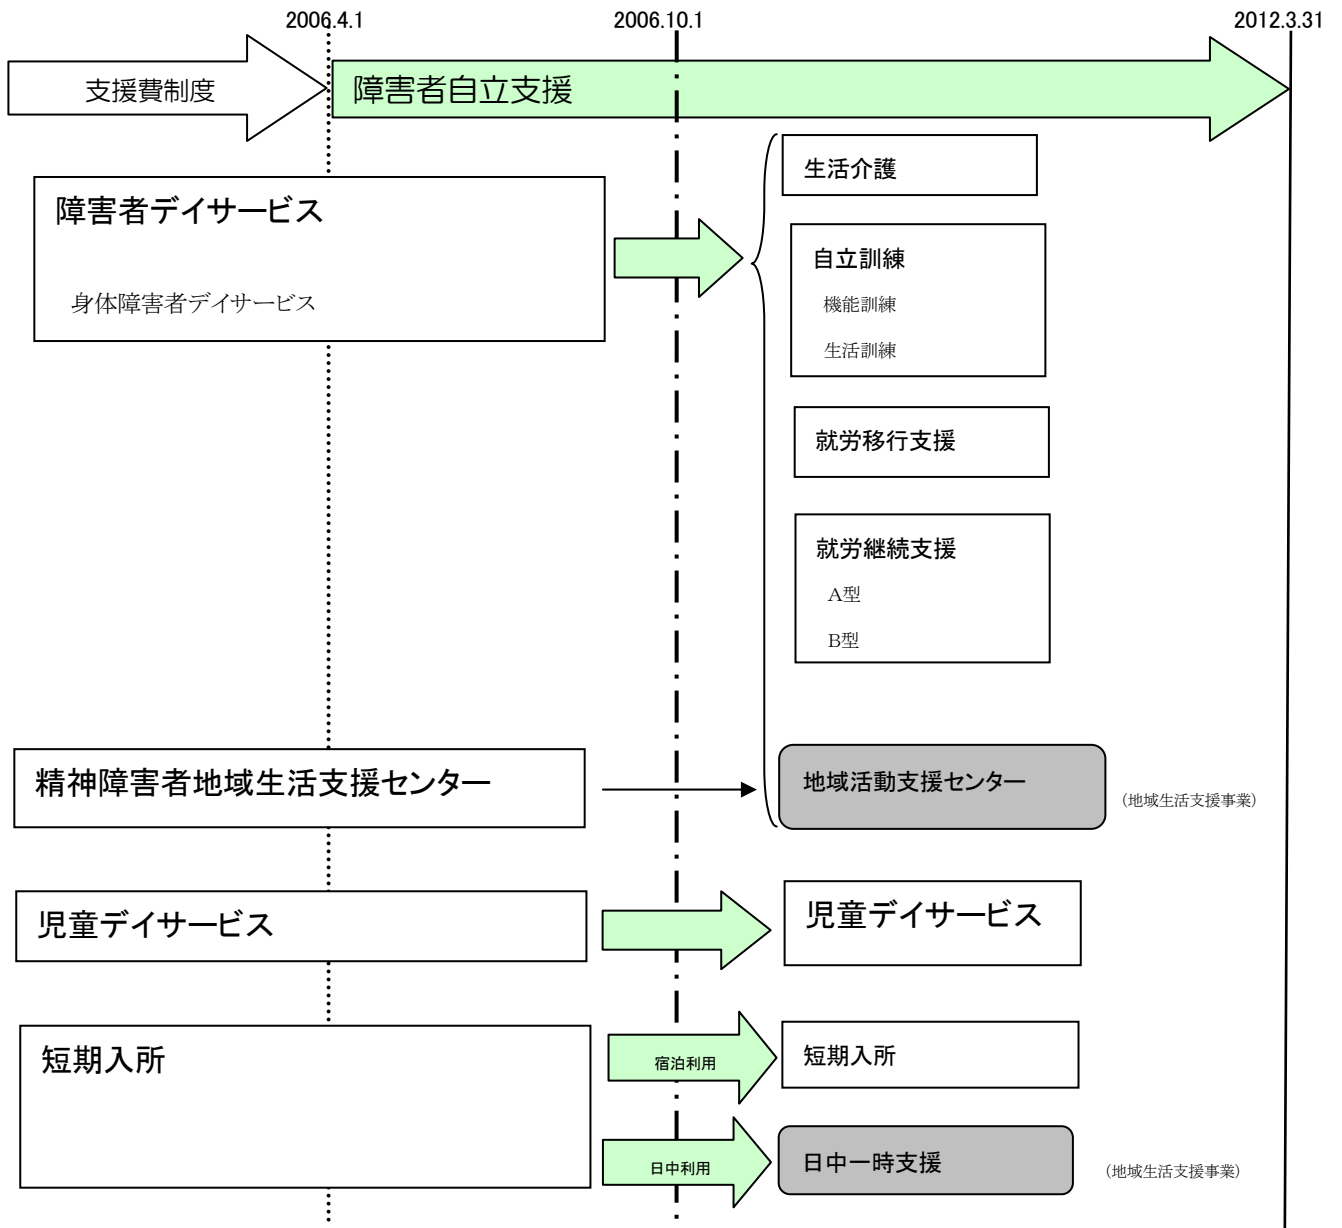 2006.4.1
2006.10.1
2012.3.31
支援費制度
障害者自立支援
障害者デイサービス
身体障害者デイサービス
生活介護
自立訓練
機能訓練
生活訓練
就労移行支援
就労継続支援
A型
B型
精神障害者地域生活支援センター
地域活動支援センター
(地域生活支援事業)
児童デイサービス
児童デイサービス
短期入所
宿泊利用
短期入所
日中利用
日中一時支援
(地域生活支援事業)